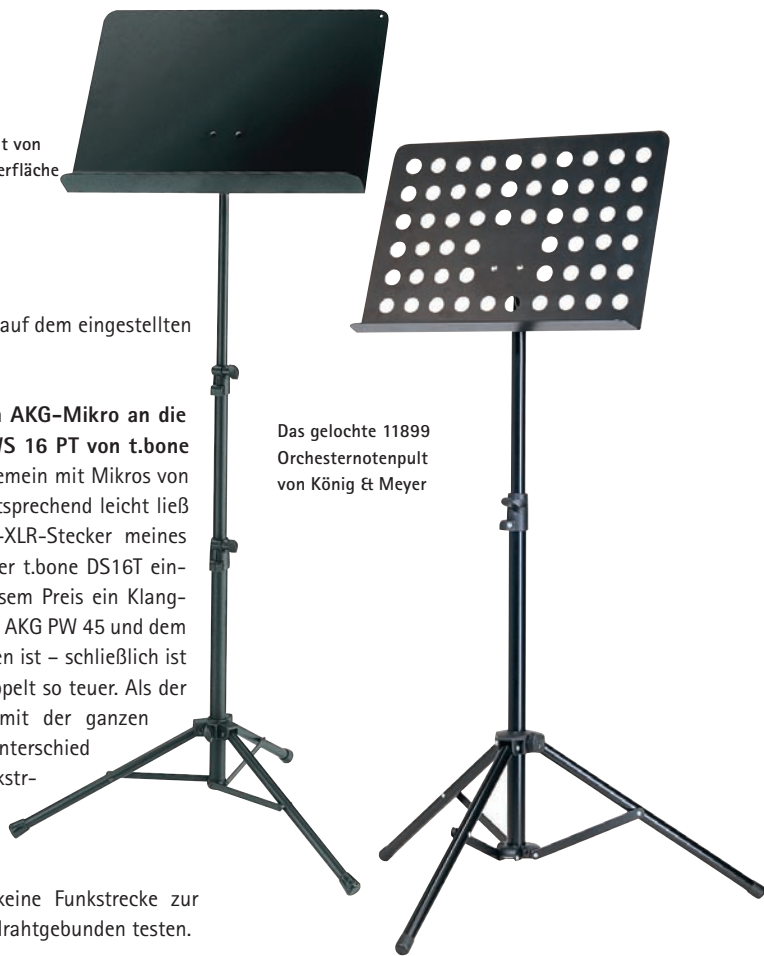 t von
erfläche
auf dem eingestellten
AKG-Mikro an die
WS 16 PT von t.bone
emein mit Mikros von
tsprechend leicht ließ
-XLR-Stecker meines
er t.bone DS16T ein-
sem Preis ein Klang-
AKG PW 45 und dem
en ist – schließlich ist
ppelt so teuer. Als der
mit der ganzen
nterschied
kstr-
keine Funkstrecke zur
drahtgebunden testen.
Das gelochte 11899
Orchesternotenpult
von König & Meyer